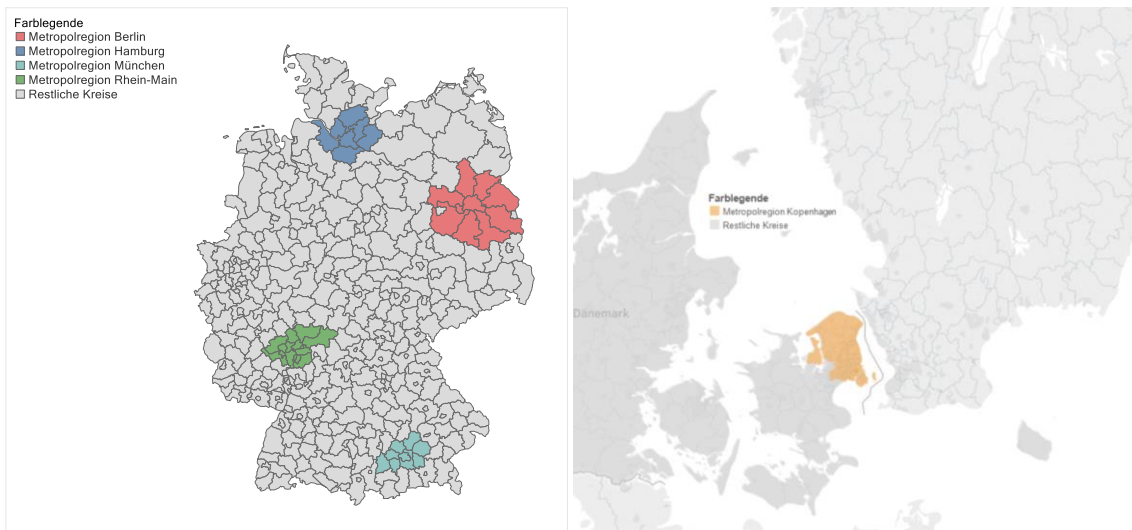 Farblegende
Metropolregion Berlin
Metropolregion Hamburg
Metropolregion München
Metropolregion Rhein-Main
Restliche Kreise
Farblegende
Metropolregion Kopenhagen
Restliche Kreise
Dänemark